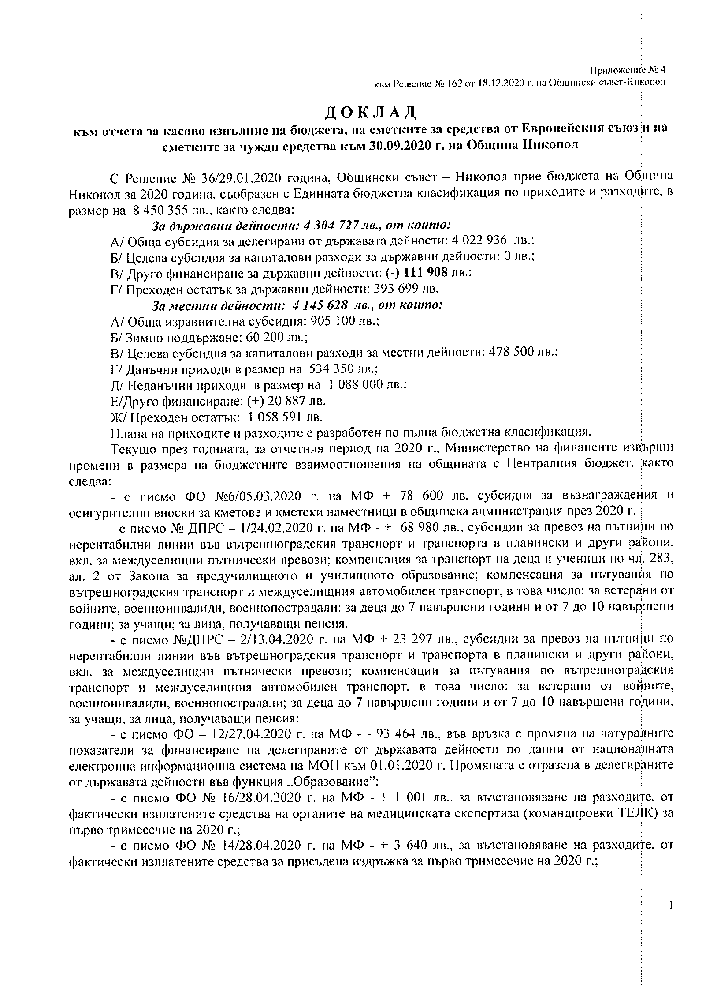 Приложение № 4
към Решение № 162 от 18.12.2020 г. на Общински съвет-Никопол
Д О К Л А Д
към отчета за касово изпълние на бюджета, на сметките за средства от Европейския съюз и на
сметките за чужди средства към 30.09.2020 г. на Община Никопол
С Решение № 36/29.01.2020 година, Общински съвет – Никопол прие бюджета на Община
Никопол за 2020 година, съобразен с Единната бюджетна класификация по приходите и разходите, в
размер на 8 450 355 лв., както следва:
За държавни дейности: 4 304 727 лв., от които:
А/ Обща субсидия за делегирани от държавата дейности: 4 022 936 лв.;
Б/ Целева субсидия за капиталови разходи за държавни дейности: 0 лв.;
В/ Друго финансиране за държавни дейности: (-) 111 908 лв.;
Г/ Преходен остатък за държавни дейности: 393 699 лв.
За местни дейности: 4 145 628 лв., от които:
А/ Обща изравнителна субсидия: 905 100 лв.;
Б/ Зимно поддържане: 60 200 лв.;
В/ Целева субсидия за капиталови разходи за местни дейности: 478 500 лв.;
Г/ Данъчни приходи в размер на 534 350 лв.;
Д/ Неданъчни приходи в размер на 1 088 000 лв.;
Е/Друго финансиране: (+) 20 887 лв.
Ж/ Преходен остатък: 1 058 591 лв.
Плана на приходите и разходите е разработен по пълна бюджетна класификация.
Текущо през годината, за отчетния период на 2020 г., Министерство на финансите извърши
промени в размера на бюджетните взаимоотношения на общината с Централния бюджет, както
следва:
- с писмо ФО №6/05.03.2020 г. на МФ + 78 600 лв. субсидия за възнаграждения и
осигурителни вноски за кметове и кметски наместници в общинска администрация през 2020 г.
- с писмо № ДПРС – 1/24.02.2020 г. на МФ - + 68 980 лв., субсидии за превоз на пътници по
нерентабилни линии във вътрешноградския транспорт и транспорта в планински и други райони,
вкл. за междуселищни пътнически превози; компенсация за транспорт на деца и ученици по чл. 283,
ал. 2 от Закона за предучилищното и училищното образование; компенсация за пътувания по
вътрешноградския транспорт и междуселищния автомобилен транспорт, в това число: за ветерани от
войните, военноинвалиди, военнопострадали; за деца до 7 навършени години и от 7 до 10 навършени
години; за учащи; за лица, получаващи пенсия.
- с писмо №ДПРС – 2/13.04.2020 г. на МФ + 23 297 лв., субсидии за превоз на пътници по
нерентабилни линии във вътрешноградския транспорт и транспорта в планински и други райони,
вкл. за междуселищни пътнически превози; компенсации за пътувания по вътрешноградския
транспорт и междуселищния автомобилен транспорт, в това число: за ветерани от войните,
военноинвалиди, военнопострадали; за деца до 7 навършени години и от 7 до 10 навършени години,
за учащи, за лица, получаващи пенсия;
- с писмо ФО – 12/27.04.2020 г. на МФ - - 93 464 лв., във връзка с промяна на натуралните
показатели за финансиране на делегираните от държавата дейности по данни от националната
електронна информационна система на МОН към 01.01.2020 г. Промяната е отразена в делегираните
от държавата дейности във функция „Образование”;
- с писмо ФО № 16/28.04.2020 г. на МФ - + 1 001 лв., за възстановяване на разходите, от
фактически изплатените средства на органите на медицинската експертиза (командировки ТЕЛК) за
първо тримесечие на 2020 г.;
- с писмо ФО № 14/28.04.2020 г. на МФ - + 3 640 лв., за възстановяване на разходите, от
фактически изплатените средства за присъдена издръжка за първо тримесечие на 2020 г.;
1